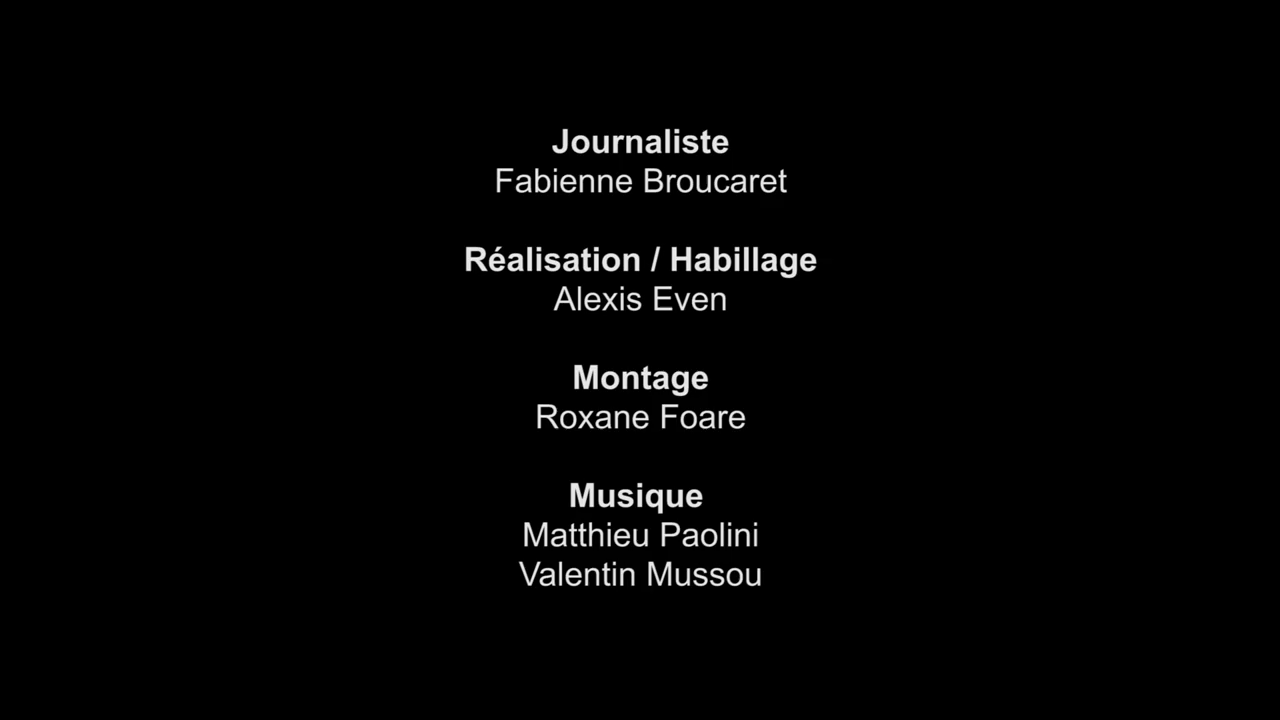 Journaliste
Fabienne Broucaret
Réalisation / Habillage
Alexis Even
Montage
Roxane Foare
Musique
Matthieu Paolini
Valentin Mussou